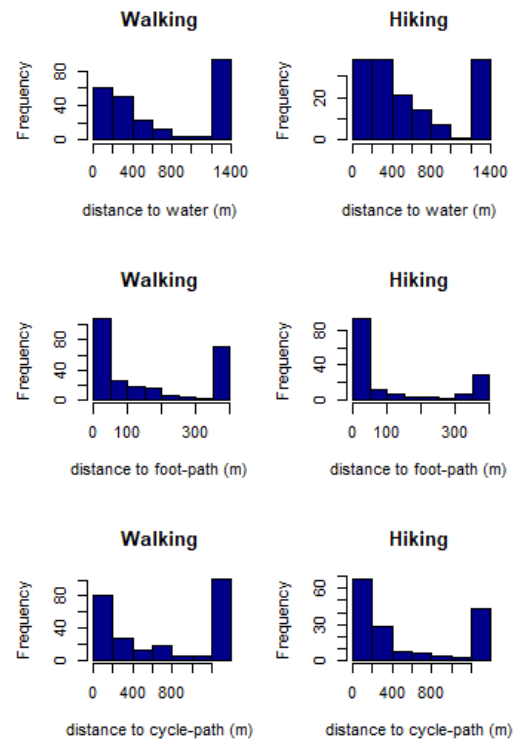 Walking Hiking
Frequency
0 40 80
0 400 800 1400
distance to water (m)
Frequency
0 20
0 400 800 1400
distance to water (m)
Walking Hiking
Frequency
0 40 80
0 100 300
distance to foot-path (m)
Frequency
0 40 80
0 100 300
distance to foot-path (m)
Walking Hiking
Frequency
0 40 80
0 400 800
distance to cycle-path (m)
Frequency
0 30 60
0 400 800
distance to cycle-path (m)